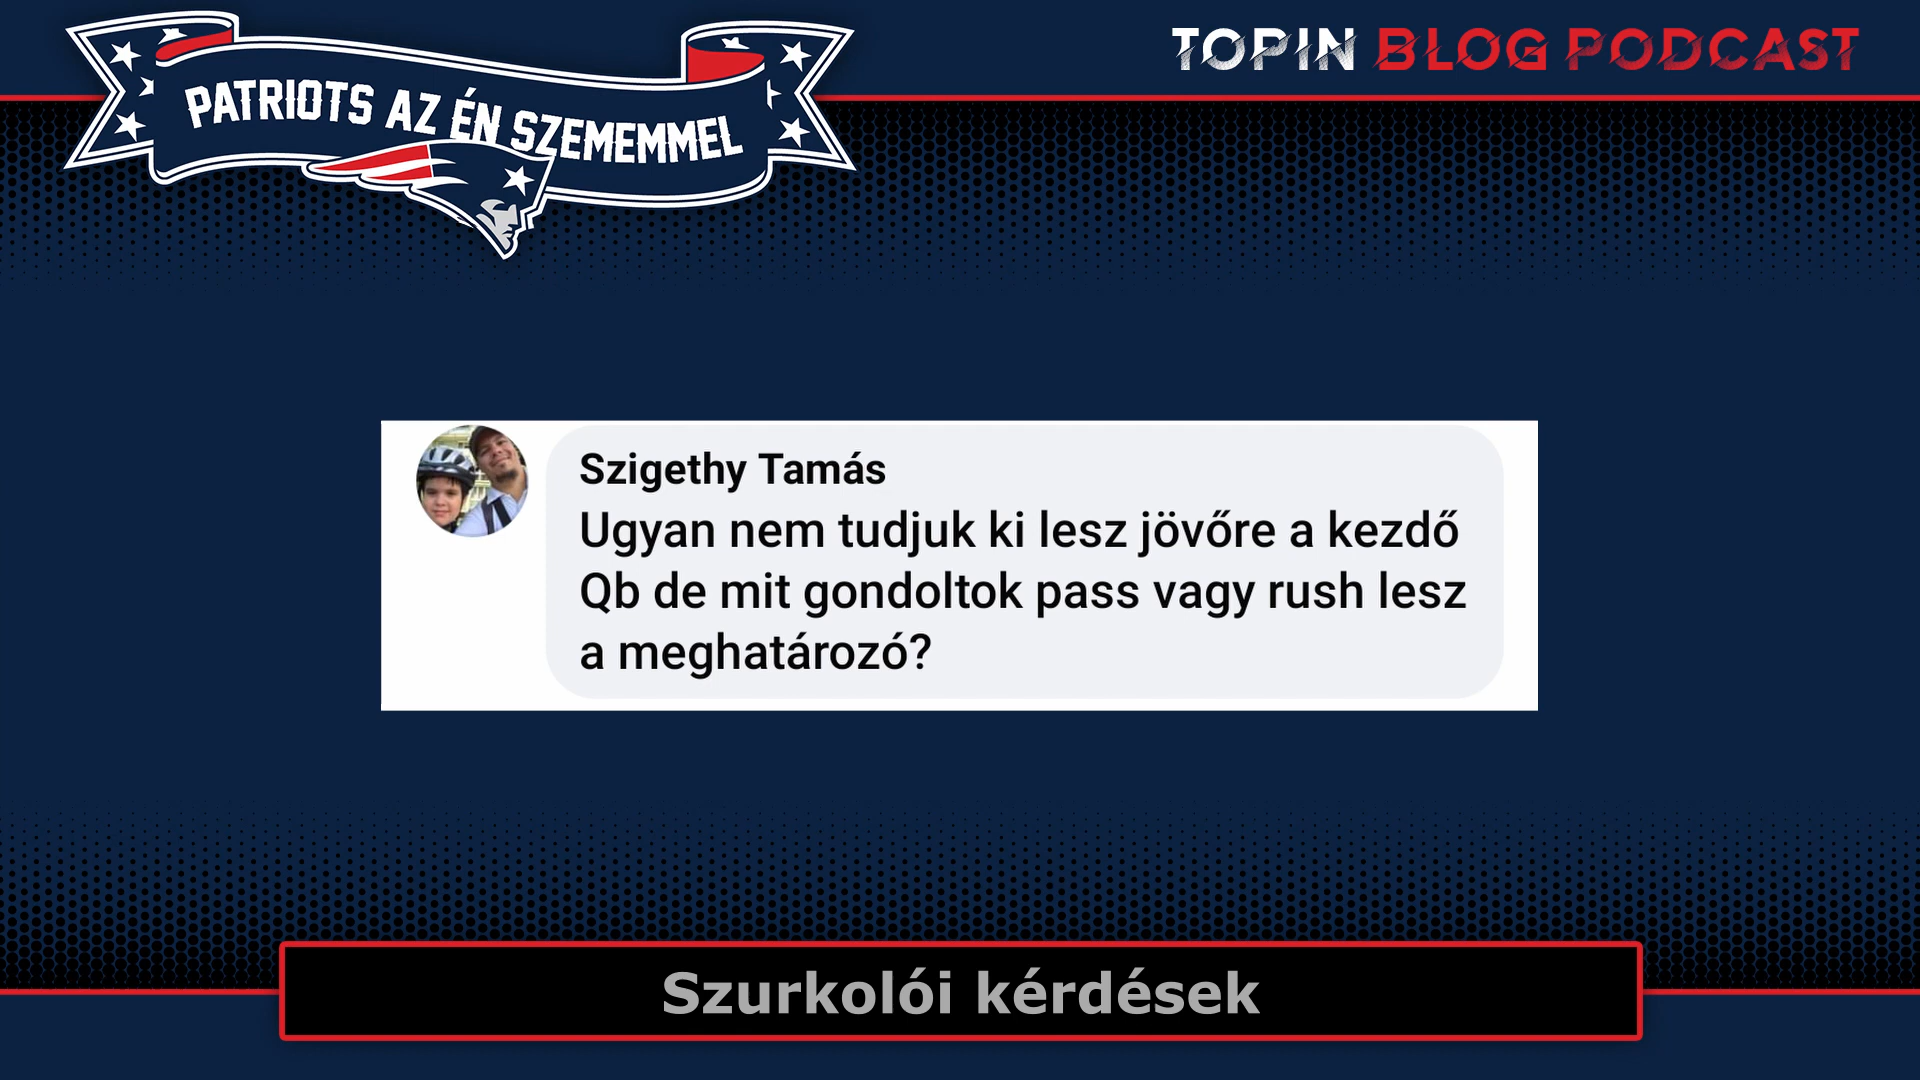 PATRIOTS AZ ÉN SZEMEMMEL
TOPIN BLOG PODCAST
Szigethy Tamás
Ugyan nem tudjuk ki lesz jövőre a kezdő
Qb de mit gondoltok pass vagy rush lesz
a meghatározó?
Szurkolói kérdések